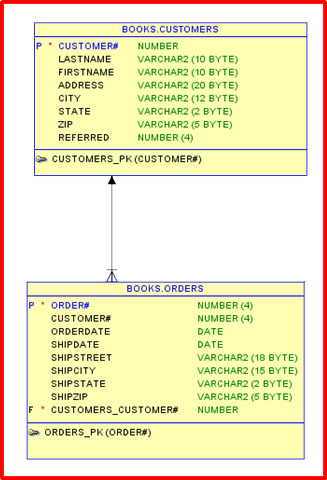 BOOKS.CUSTOMERS
P * CUSTOMER# NUMBER
LASTNAME VARCHAR2 (10 BYTE)
FIRSTNAME VARCHAR2 (10 BYTE)
ADDRESS VARCHAR2 (20 BYTE)
CITY VARCHAR2 (12 BYTE)
STATE VARCHAR2 (2 BYTE)
ZIP VARCHAR2 (5 BYTE)
REFERRED NUMBER (4)
CUSTOMERS_PK (CUSTOMER#)
BOOKS.ORDERS
P * ORDER# NUMBER (4)
CUSTOMER# NUMBER (4)
ORDERDATE DATE
SHIPDATE DATE
SHIPSTREET VARCHAR2 (18 BYTE)
SHIPCITY VARCHAR2 (15 BYTE)
SHIPSTATE VARCHAR2 (2 BYTE)
SHIPZIP VARCHAR2 (5 BYTE)
F * CUSTOMERS_CUSTOMER# NUMBER
ORDERS_PK (ORDER#)